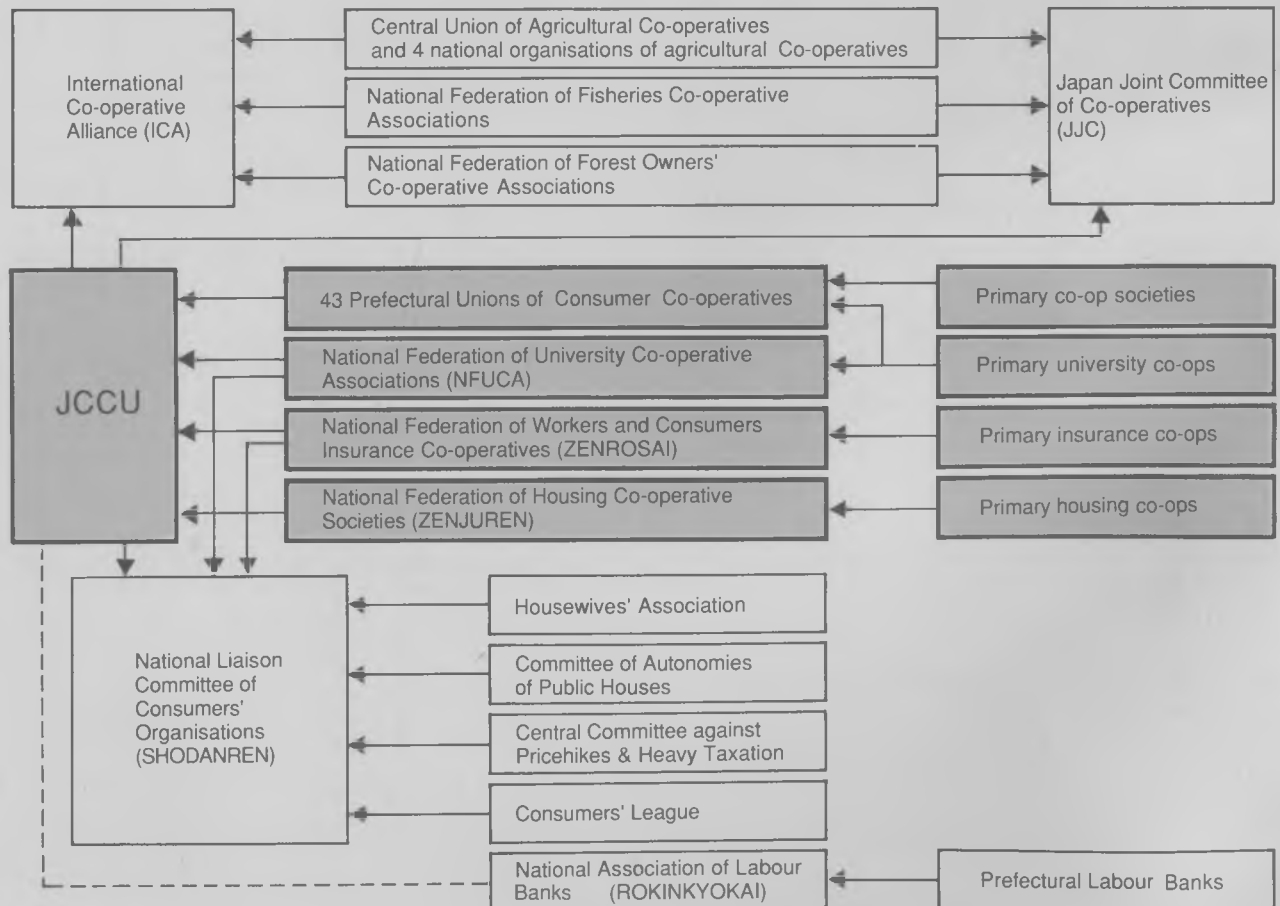 Central Union of Agricultural Co-operatives
and 4 national organisations of agricultural Co-operatives
International
Co-operative
Alliance (ICA)
National Federation of Fisheries Co-operative
Associations
Japan Joint Committee
of Co-operatives
(JJC)
National Federation of Forest Owners'
Co-operative Associations
JCCU
43 Prefectural Unions of Consumer Co-operatives
Primary co-op societies
National Federation of University Co-operative
Associations (NFUCA)
Primary university co-ops
National Federation of Workers and Consumers
Insurance Co-operatives (ZENROSAI)
Primary insurance co-ops
National Federation of Housing Co-operative
Societies (ZENJUREN)
Primary housing co-ops
National Liaison
Committee of
Consumers'
Organisations
(SHODANREN)
Housewives' Association
Committee of Autonomies
of Public Houses
Central Committee against
Pricehikes & Heavy Taxation
Consumers' League
National Association of Labour
Banks (ROKINKYOKAI)
Prefectural Labour Banks